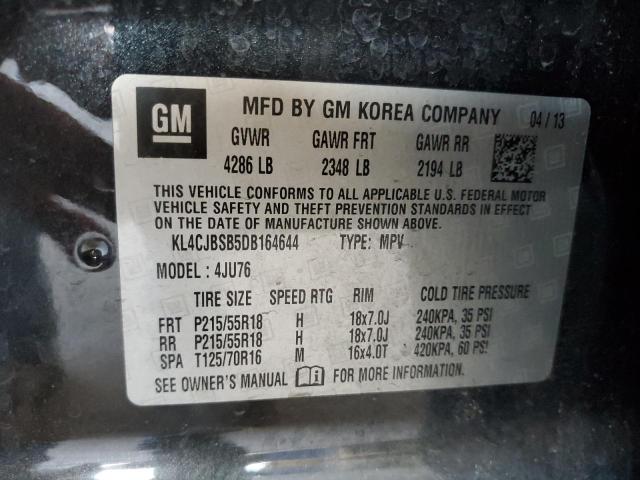 GM MFD BY GM KOREA COMPANY 04 / 13
GVWR GAWR FRT GAWR RR
4286 LB 2348 LB 2194 LB
THIS VEHICLE CONFORMS TO ALL APPLICABLE U.S. FEDERAL MOTOR
VEHICLE SAFETY AND THEFT PREVENTION STANDARDS IN EFFECT
ON THE DATE OF MANUFACTURE SHOWN ABOVE.
KL4CJBSB5DB164644 TYPE: MPV
MODEL : 4JU76
TIRE SIZE SPEED RTG RIM COLD TIRE PRESSURE
FRT P215/55R18 H 18x7.0J 240KPA, 35 PSI
RR P215/55R18 H 18x7.0J 240KPA, 35 PSI
SPA T125/70R16 M 16x4.0T 420KPA, 60 PSI
SEE OWNER'S MANUAL FOR MORE INFORMATION.